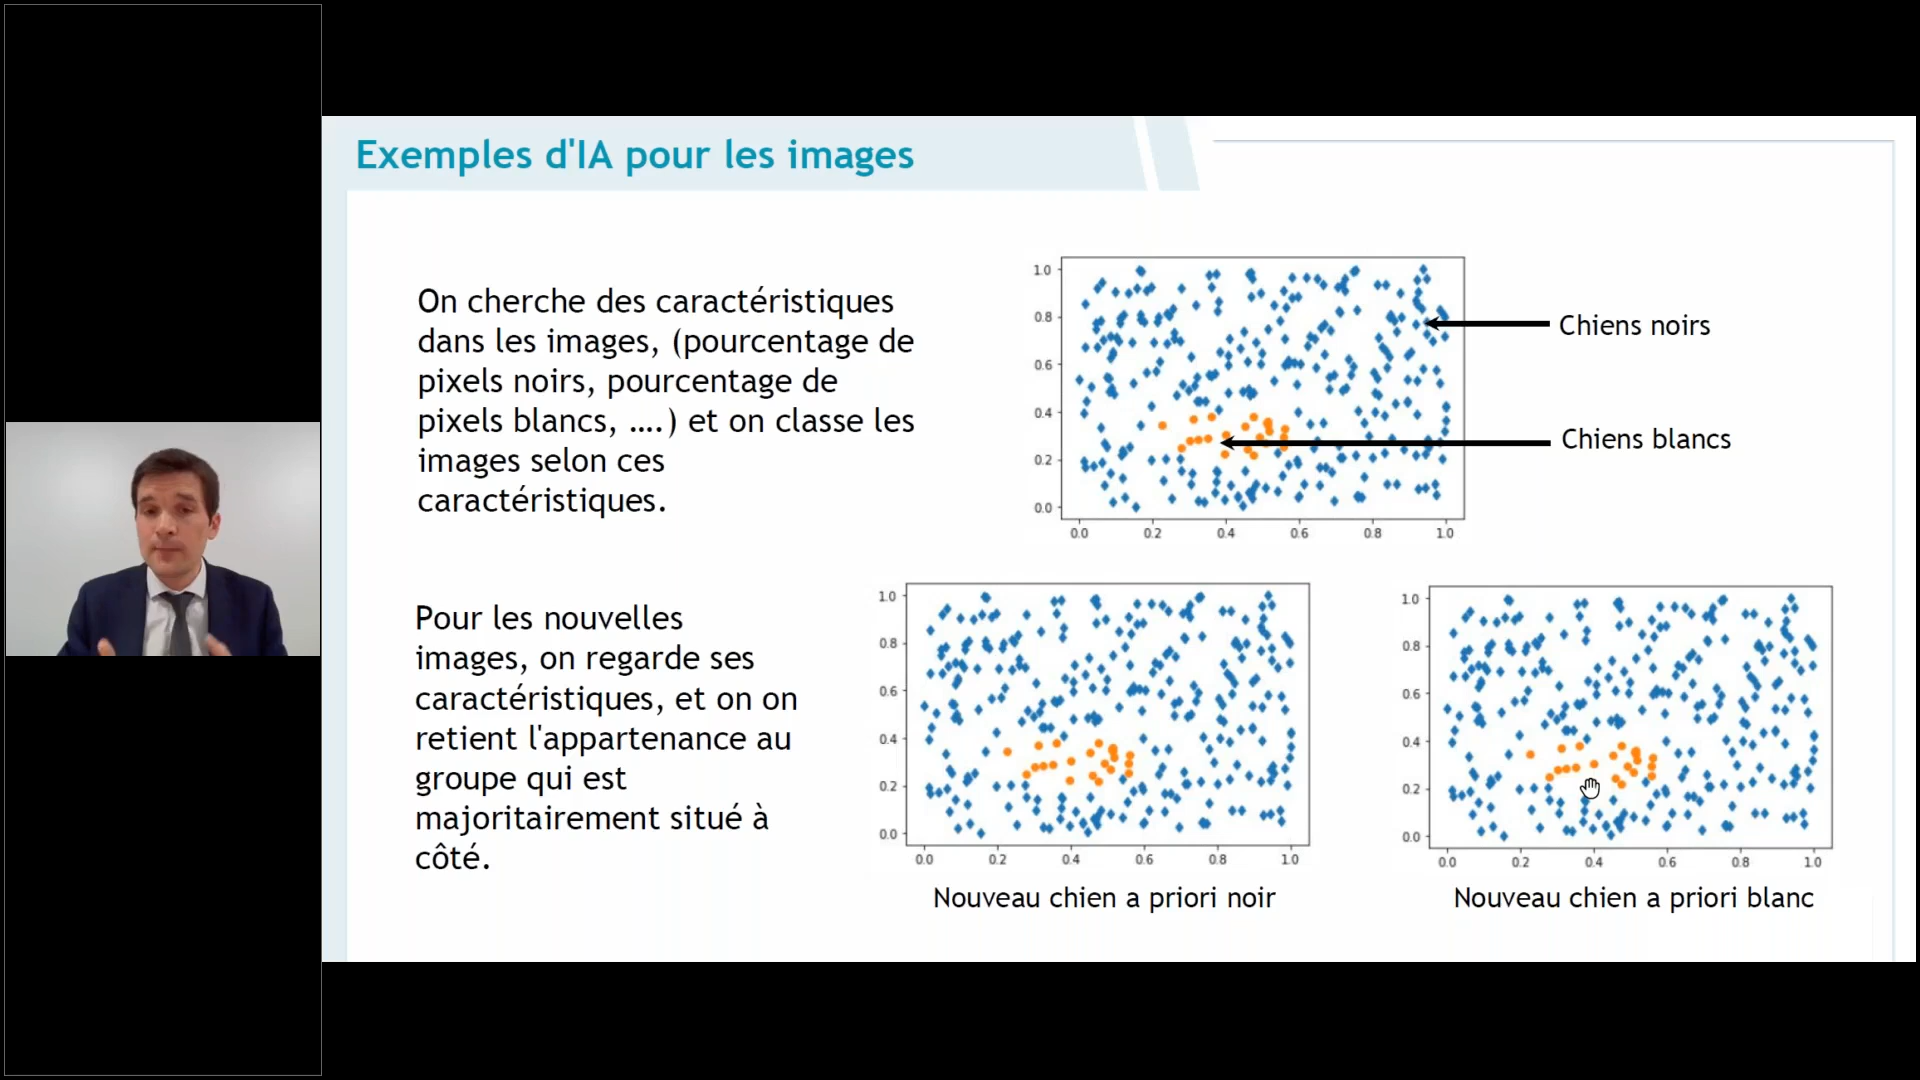 Exemples d'IA pour les images
On cherche des caractéristiques
dans les images, (pourcentage de
pixels noirs, pourcentage de
pixels blancs, ....) et on classe les
images selon ces
caractéristiques.
1.0
0.8
0.6
0.4
0.2
0.0
0.0 0.2 0.4 0.6 0.8 1.0
Chiens noirs
Chiens blancs
Pour les nouvelles
images, on regarde ses
caractéristiques, et on on
retient l'appartenance au
groupe qui est
majoritairement situé à
côté.
1.0
0.8
0.6
0.4
0.2
0.0
0.0 0.2 0.4 0.6 0.8 1.0
Nouveau chien a priori noir
1.0
0.8
0.6
0.4
0.2
0.0
0.0 0.2 0.4 0.6 0.8 1.0
Nouveau chien a priori blanc